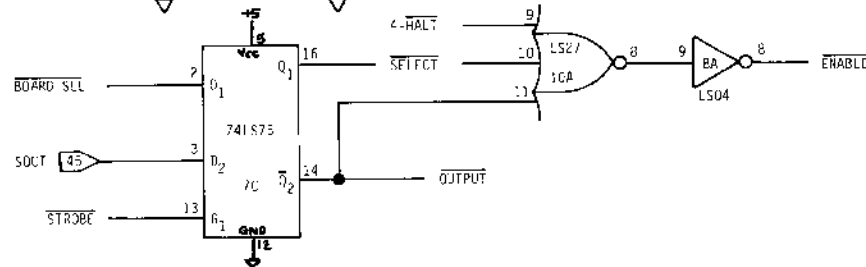 +5
5
VCC
BOARD SEL
2
D1
16
Q1
SELECT
4-HALT
9
10
11
LS27
10A
8
9
8A
8
ENABLE
LS04
74LS75
SOUT
45
3
D2
7C
Q2
14
OUTPUT
STROBE
13
G1
GND
12